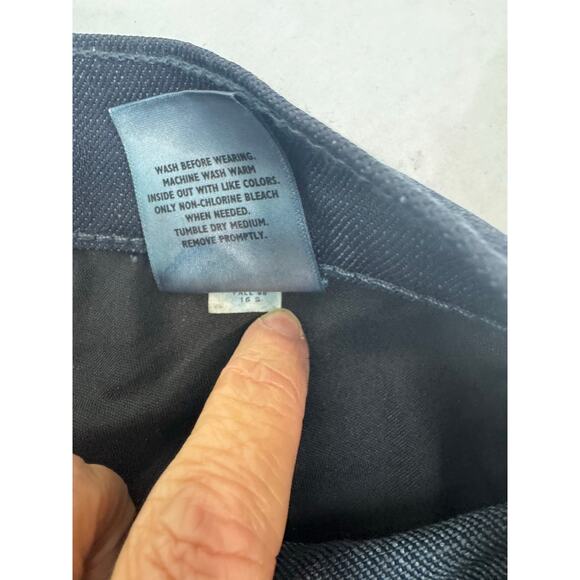 WASH BEFORE WEARING.
MACHINE WASH WARM
INSIDE OUT WITH LIKE COLORS.
ONLY NON-CHLORINE BLEACH
WHEN NEEDED.
TUMBLE DRY MEDIUM.
REMOVE PROMPTLY.
16 S